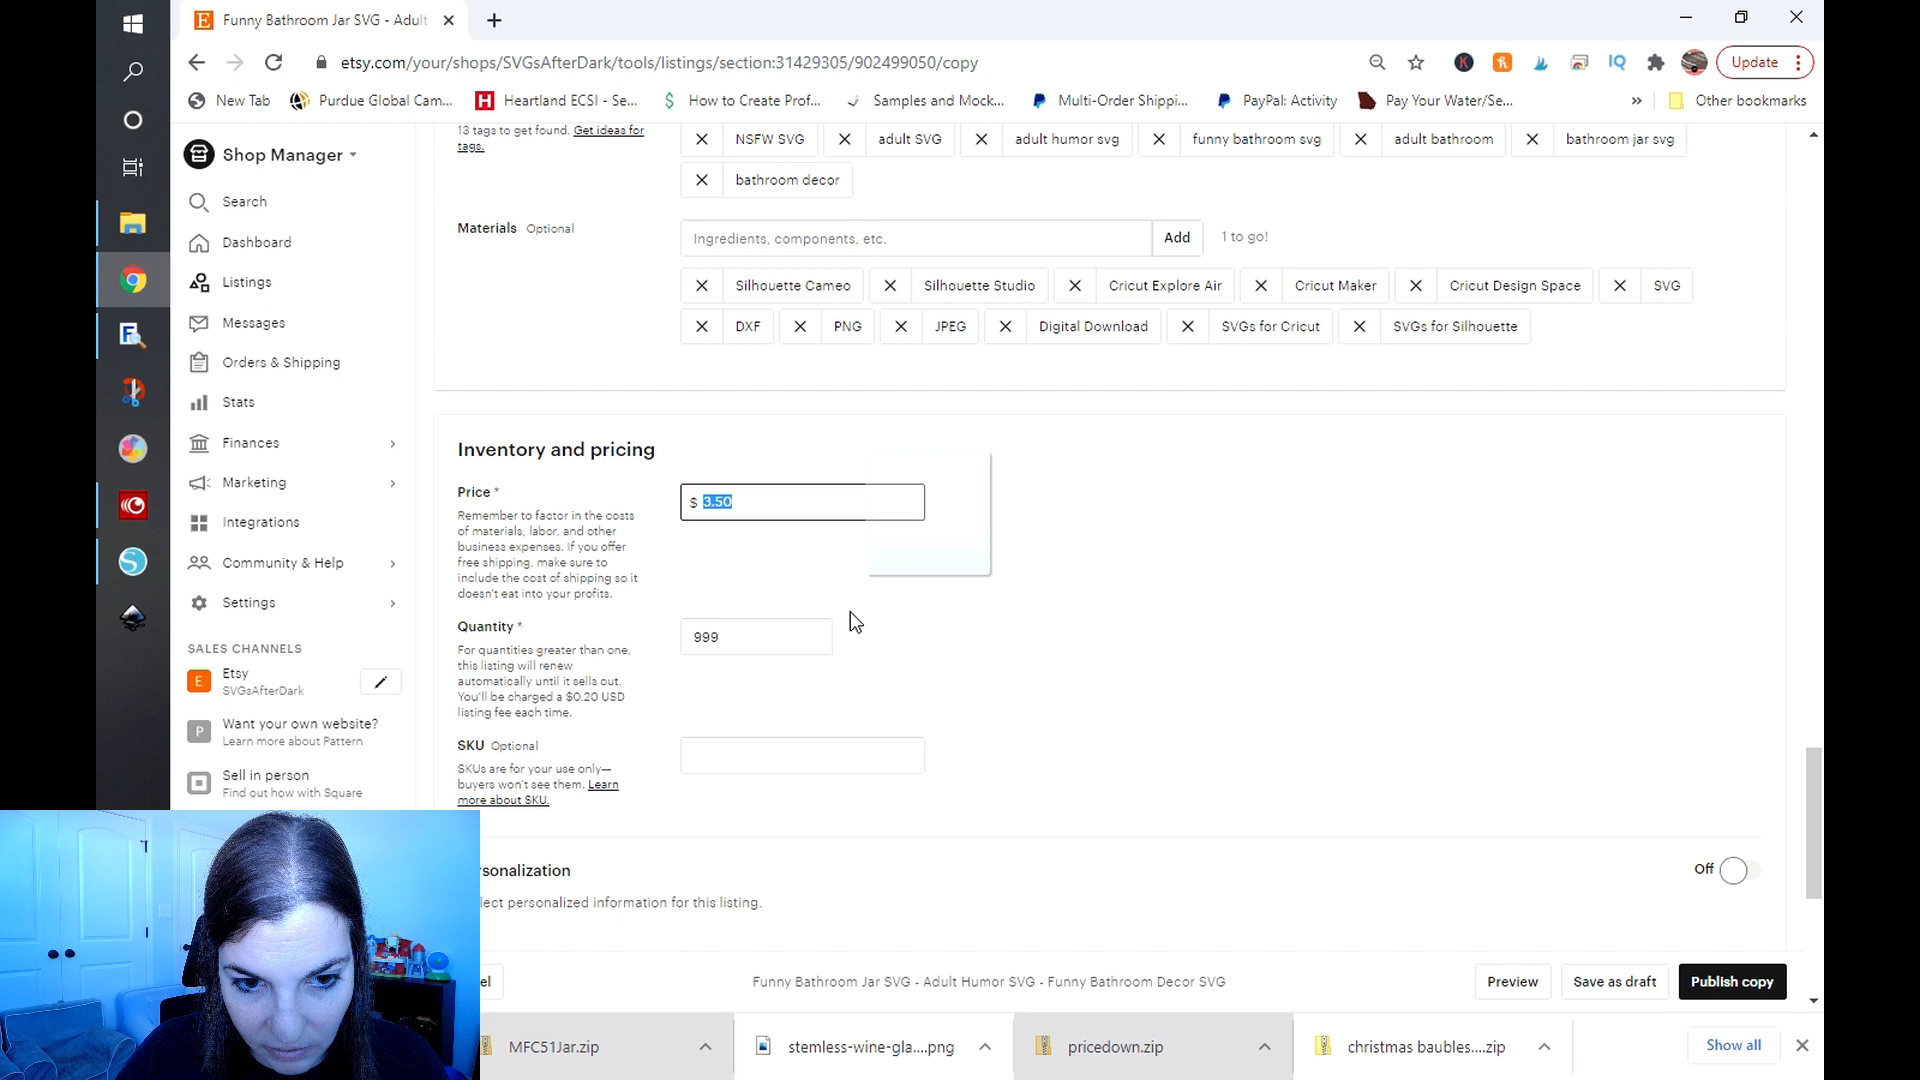 Funny Bathroom Jar SVG - Adult
etsy.com/your/shops/SVGsAfterDark/tools/listings/section:31429305/902499050/copy
IQ
Update
New Tab
Purdue Global Cam...
Heartland ECSI - Se...
How to Create Prof...
Samples and Mock...
Multi-Order Shippi...
PayPal: Activity
Pay Your Water/Se...
»
Other bookmarks
Shop Manager
Search
Dashboard
Listings
Messages
Orders & Shipping
Stats
Finances
Marketing
Integrations
Community & Help
Settings
SALES CHANNELS
E
Etsy
SVGsAfterDark
P
Want your own website?
Learn more about Pattern
Sell in person
Find out how with Square
13 tags to get found. Get ideas for
tags.
NSFW SVG
adult SVG
adult humor svg
funny bathroom svg
adult bathroom
bathroom jar svg
bathroom decor
Materials Optional
Ingredients, components, etc.
Add
1 to go!
Silhouette Cameo
Silhouette Studio
Cricut Explore Air
Cricut Maker
Cricut Design Space
SVG
DXF
PNG
JPEG
Digital Download
SVGs for Cricut
SVGs for Silhouette
Inventory and pricing
Price *
Remember to factor in the costs
of materials, labor, and other
business expenses. If you offer
free shipping, make sure to
include the cost of shipping so it
doesn't eat into your profits.
$ 3.50
Quantity *
For quantities greater than one,
this listing will renew
automatically until it sells out.
You'll be charged a $0.20 USD
listing fee each time.
999
SKU Optional
SKUs are for your use only—
buyers won't see them. Learn
more about SKU.
rsonalization
lect personalized information for this listing.
Off
el
Funny Bathroom Jar SVG - Adult Humor SVG - Funny Bathroom Decor SVG
Preview
Save as draft
Publish copy
MFC51Jar.zip
stemless-wine-gla....png
pricedown.zip
christmas baubles....zip
Show all